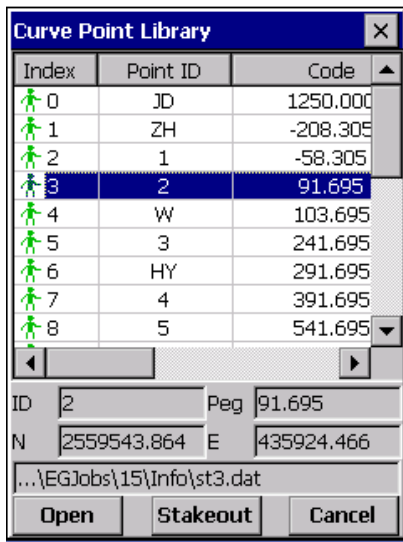 Curve Point Library
Index Point ID Code
0 JD 1250.000
1 ZH -208.305
2 1 -58.305
3 2 91.695
4 W 103.695
5 3 241.695
6 HY 291.695
7 4 391.695
8 5 541.695
ID 2 Peg 91.695
N 2559543.864 E 435924.466
...\EGJobs\15\Info\st3.dat
Open Stakeout Cancel